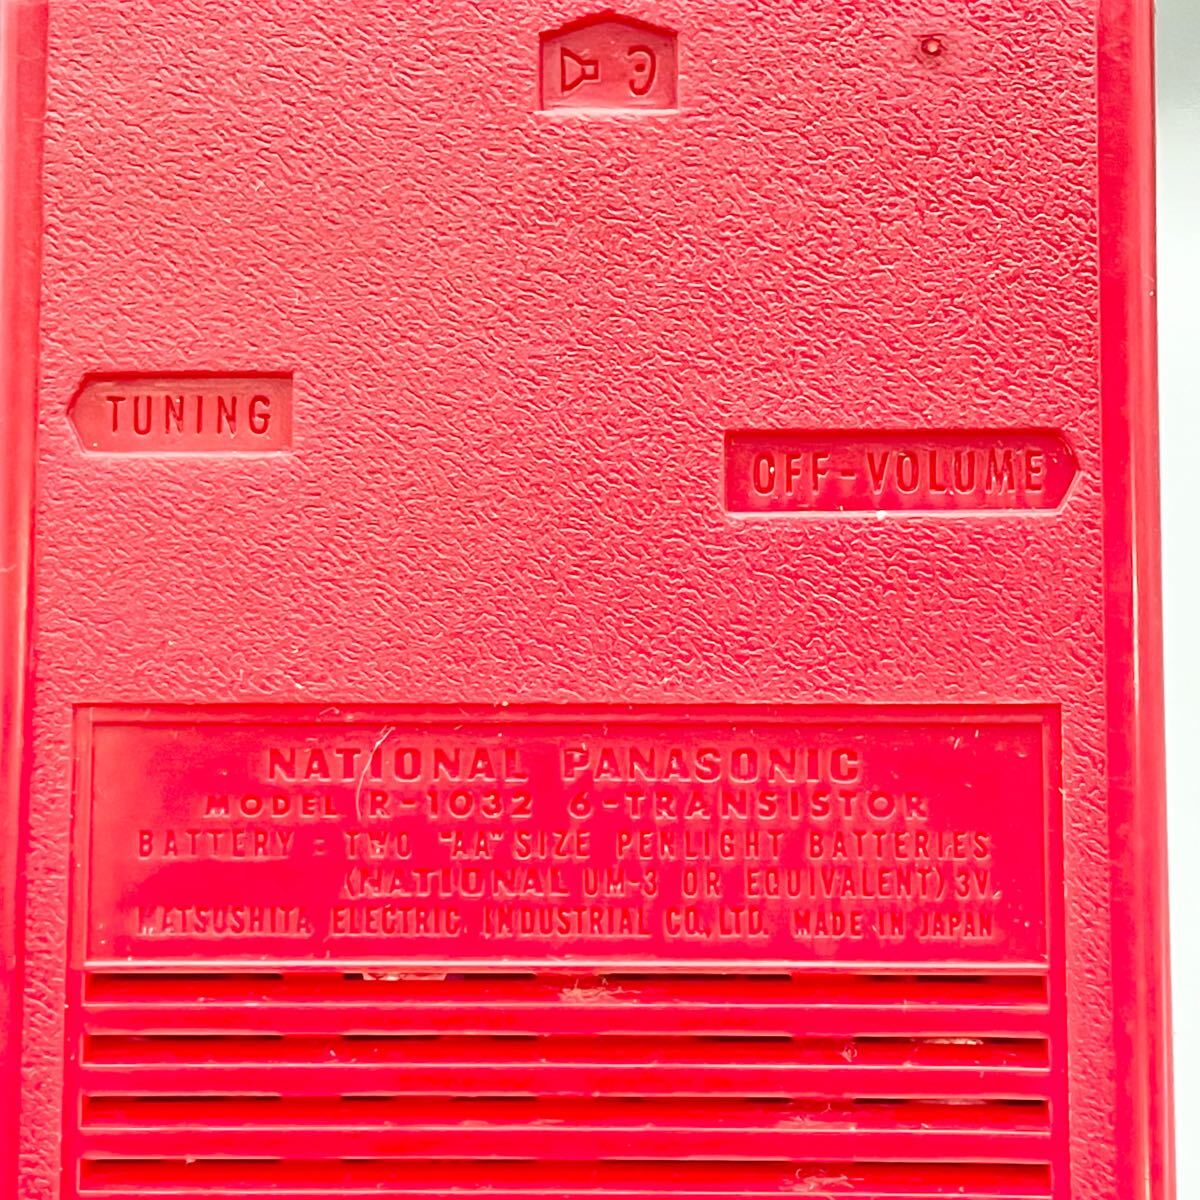 TUNING
OFF-VOLUME
NATIONAL PANASONIC
MODEL R-1032 6-TRANSISTOR
BATTERY : TWO "AA" SIZE PENLIGHT BATTERIES
(NATIONAL UM-3 OR EQUIVALENT) 3V.
MATSUSHITA ELECTRIC INDUSTRIAL CO., LTD. MADE IN JAPAN